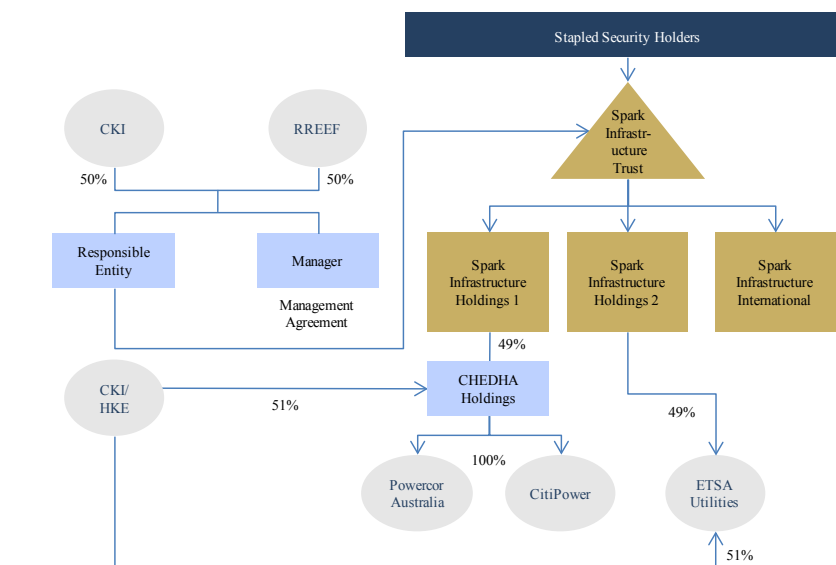 Stapled Security Holders
CKI
RREEF
Spark
Infrastr-
ucture
Trust
50%
50%
Responsible
Entity
Manager
Spark
Infrastructure
Holdings 1
Spark
Infrastructure
Holdings 2
Spark
Infrastructure
International
Management
Agreement
49%
CKI/
HKE
51%
CHEDHA
Holdings
49%
100%
Powercor
Australia
CitiPower
ETSA
Utilities
51%